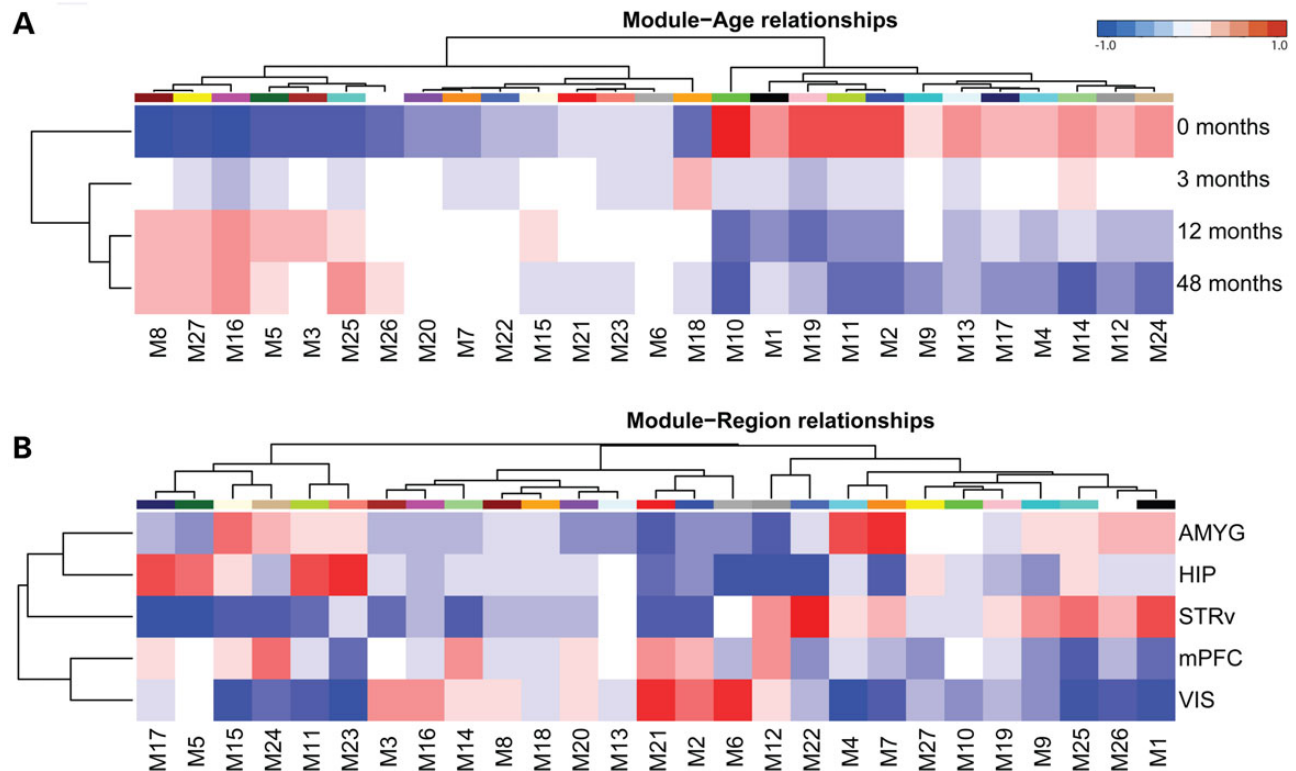 A
Module−Age relationships
-1.0 1.0
0 months
3 months
12 months
48 months
M8 M27 M16 M5 M3 M25 M26 M20 M7 M22 M15 M21 M23 M6 M18 M10 M1 M19 M11 M2 M9 M13 M17 M4 M14 M12 M24
Module−Region relationships
B
AMYG
HIP
STRv
mPFC
VIS
M17 M5 M15 M24 M11 M23 M3 M16 M14 M8 M18 M20 M13 M21 M2 M6 M12 M22 M4 M7 M27 M10 M19 M9 M25 M26 M1